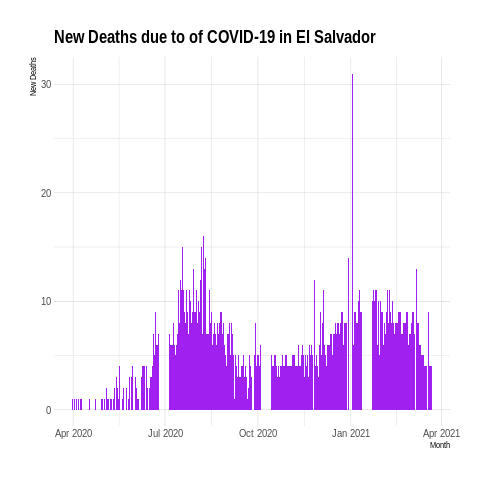 New Deaths due to of COVID-19 in El Salvador
New Deaths
30
20
10
0
Apr 2020 Jul 2020 Oct 2020 Jan 2021 Apr 2021
Month